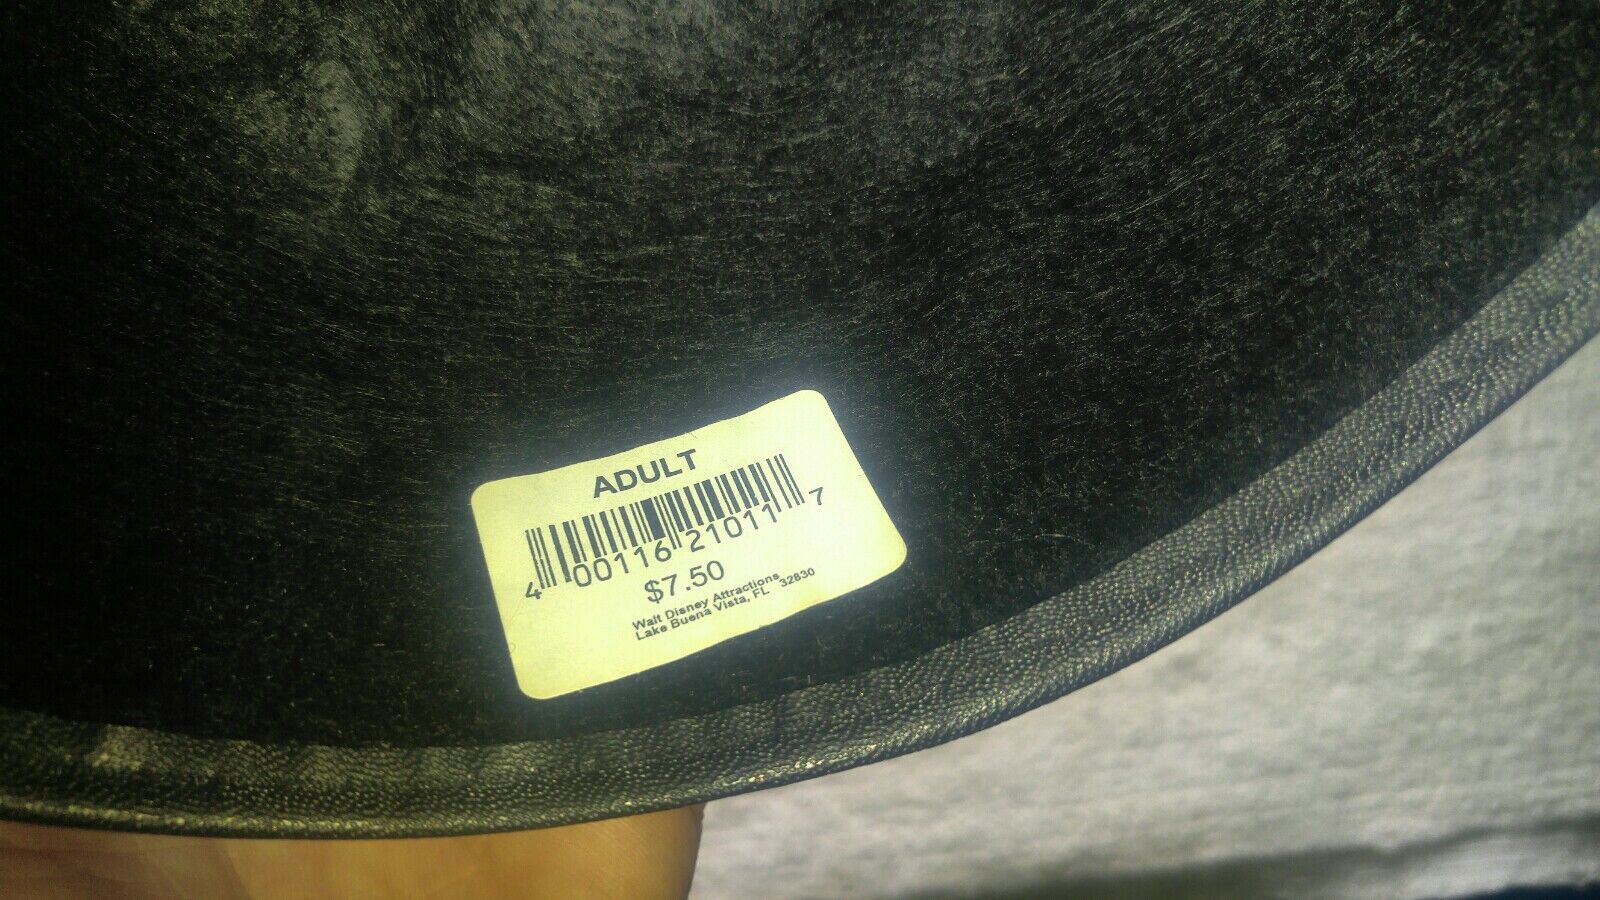 ADULT
4 00116 21011 7
$7.50
Walt Disney Attractions
Lake Buena Vista, FL 32830